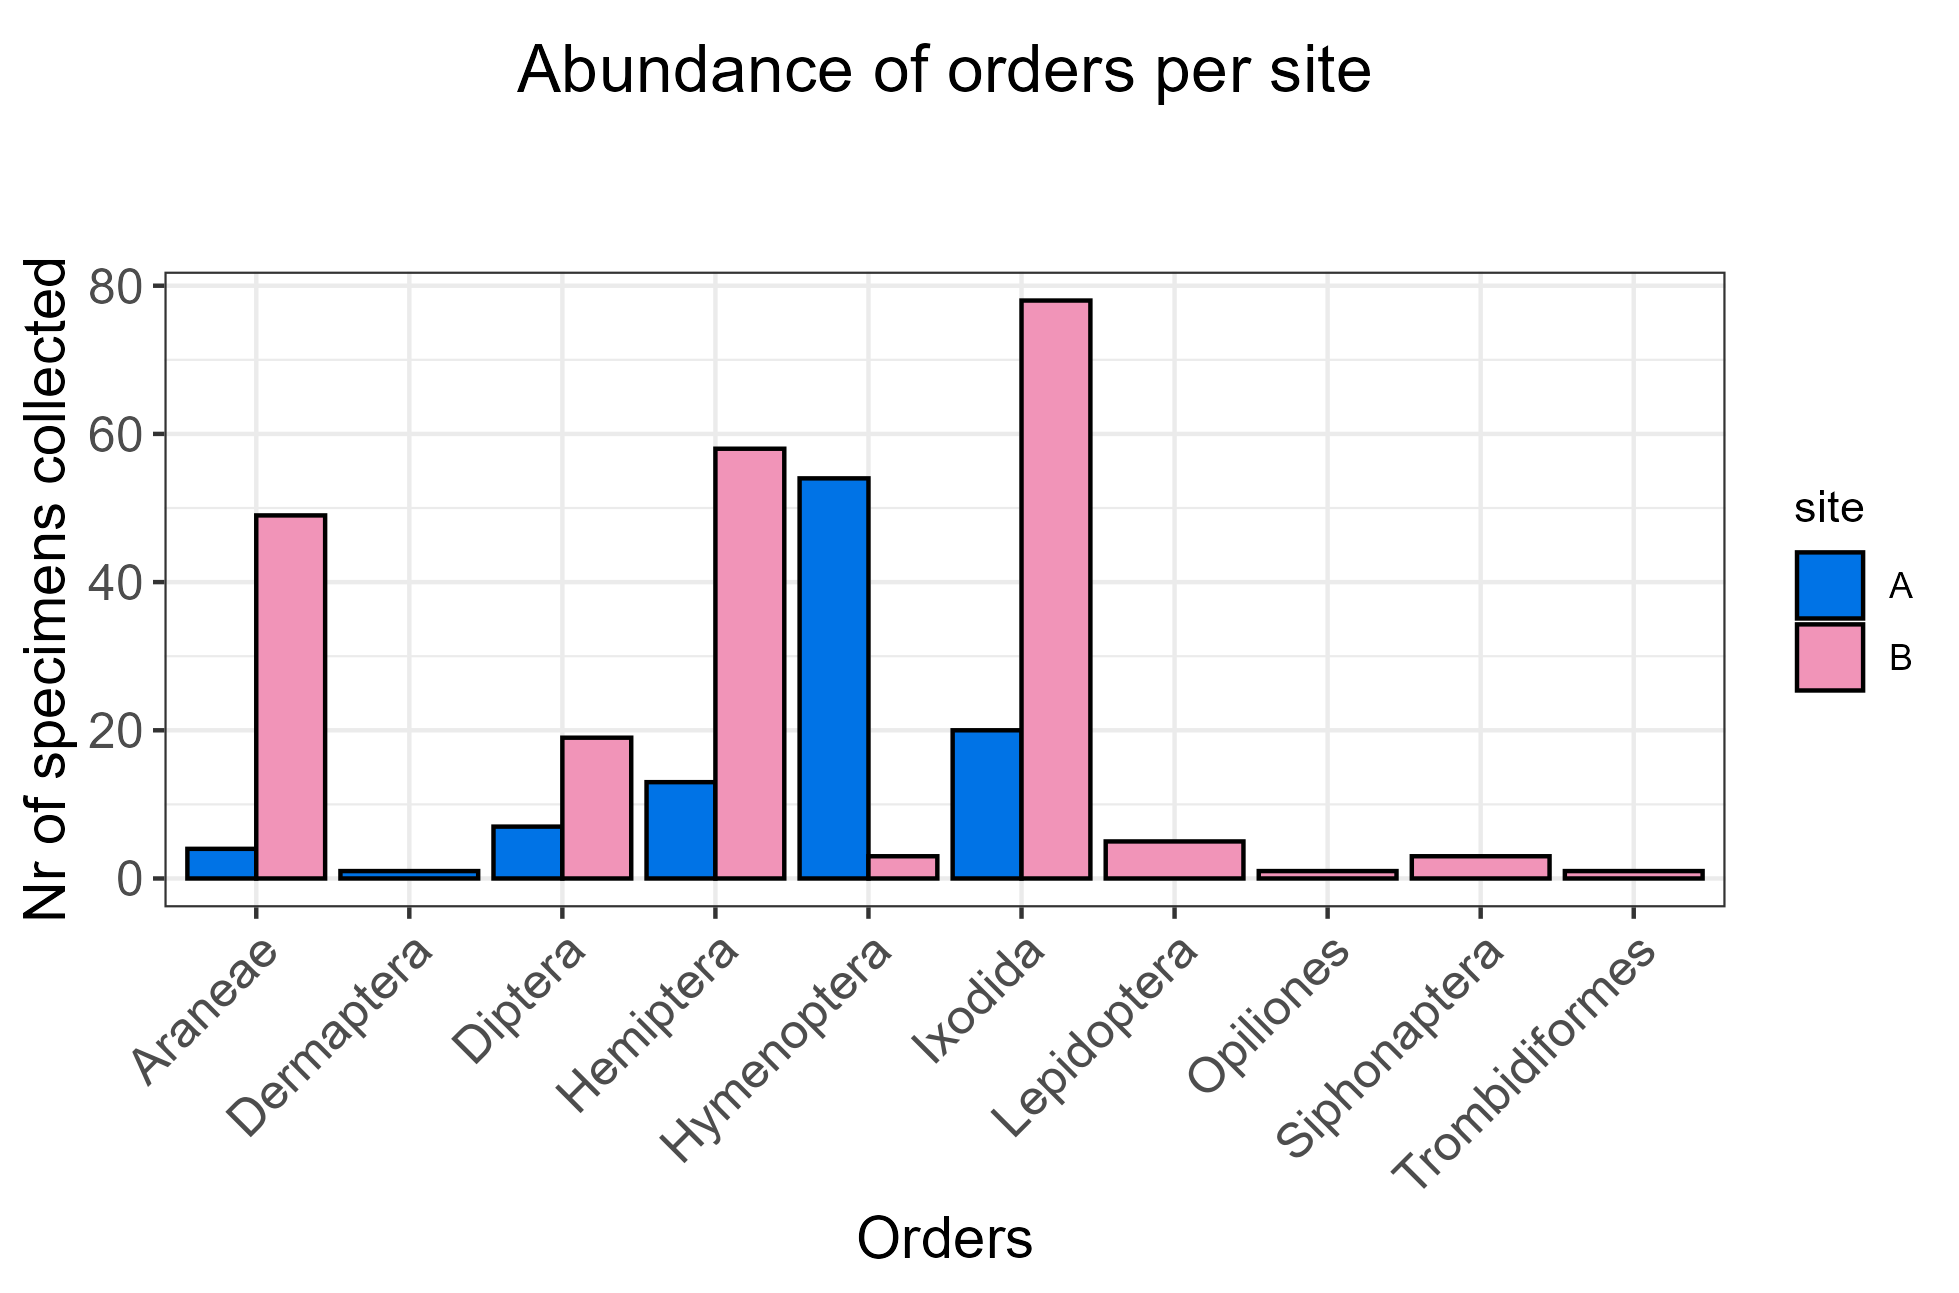 Abundance of orders per site
Nr of specimens collected
80
60
40
20
0
Araneae
Dermaptera
Diptera
Hemiptera
Hymenoptera
Ixodida
Lepidoptera
Opiliones
Siphonaptera
Trombidiformes
Orders
site
A
B